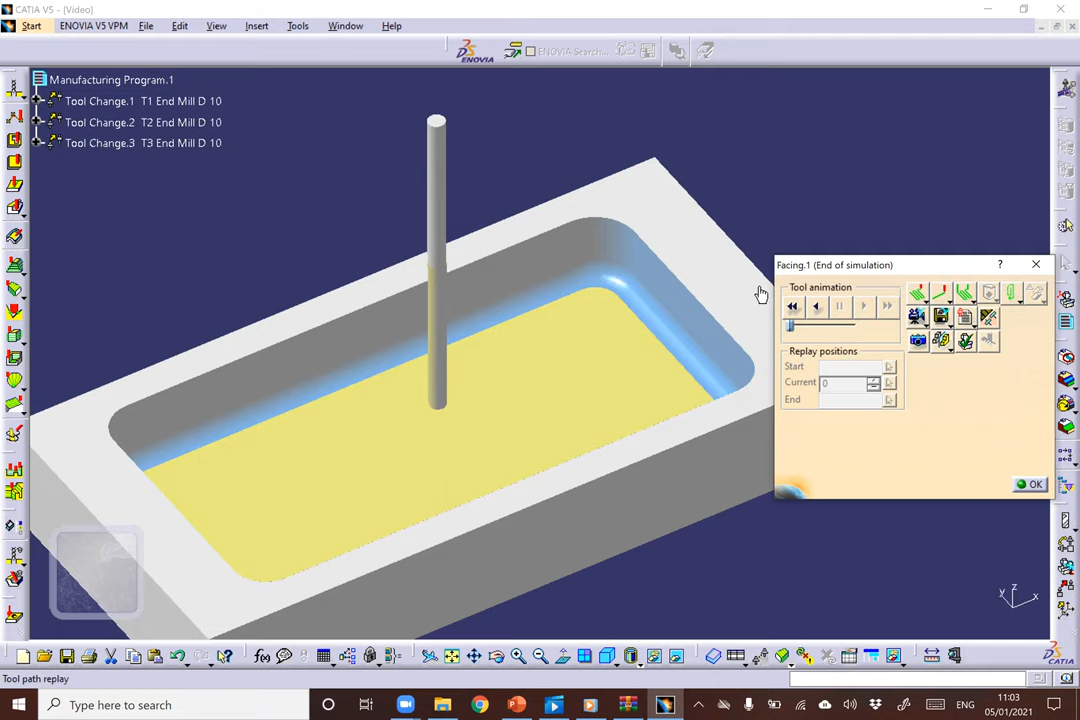 CATIA V5 - [Video]
Start ENOVIA V5 VPM File Edit View Insert Tools Window Help
ENOVIA
ENOVIA Search...
Manufacturing Program.1
Tool Change.1 T1 End Mill D 10
Tool Change.2 T2 End Mill D 10
Tool Change.3 T3 End Mill D 10
Facing.1 (End of simulation) ?
Tool animation
Replay positions
Start
Current 0
End
OK
z
y
x
f(x)
CATIA
Tool path replay
Type here to search
ENG
11:03
05/01/2021